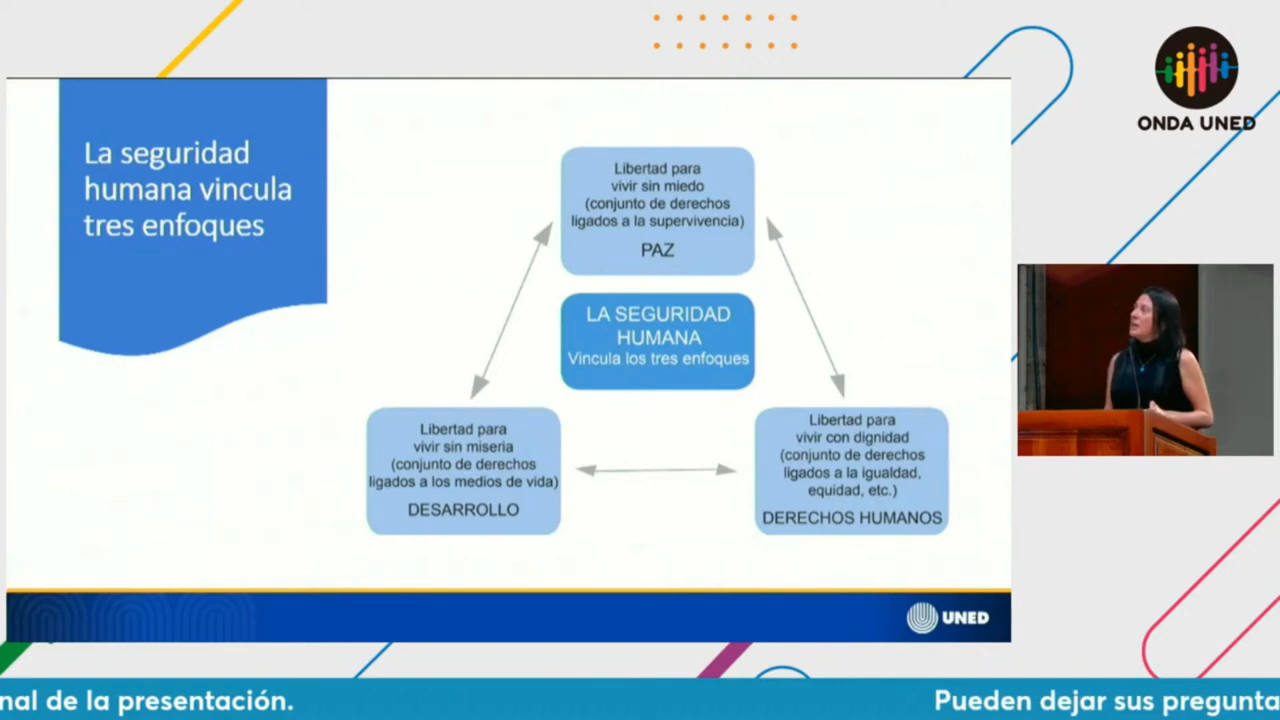 ONDA UNED
La seguridad
humana vincula
tres enfoques
Libertad para
vivir sin miedo
(conjunto de derechos
ligados a la supervivencia)
PAZ
LA SEGURIDAD
HUMANA
Vincula los tres enfoques
Libertad para
vivir sin miseria
(conjunto de derechos
ligados a los medios de vida)
DESARROLLO
Libertad para
vivir con dignidad
(conjunto de derechos
ligados a la igualdad,
equidad, etc.)
DERECHOS HUMANOS
UNED
nal de la presentación.
Pueden dejar sus pregunta